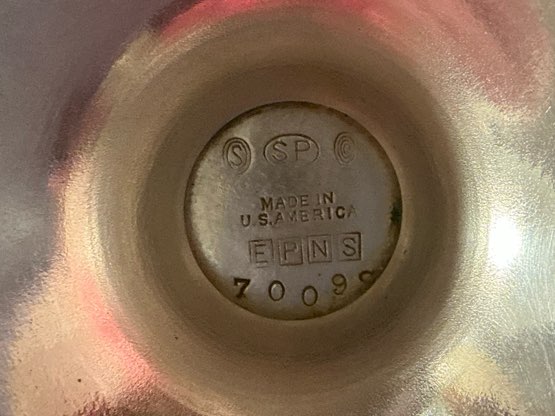 S SP C
MADE IN
U.S.AMERICA
EPNS
7009